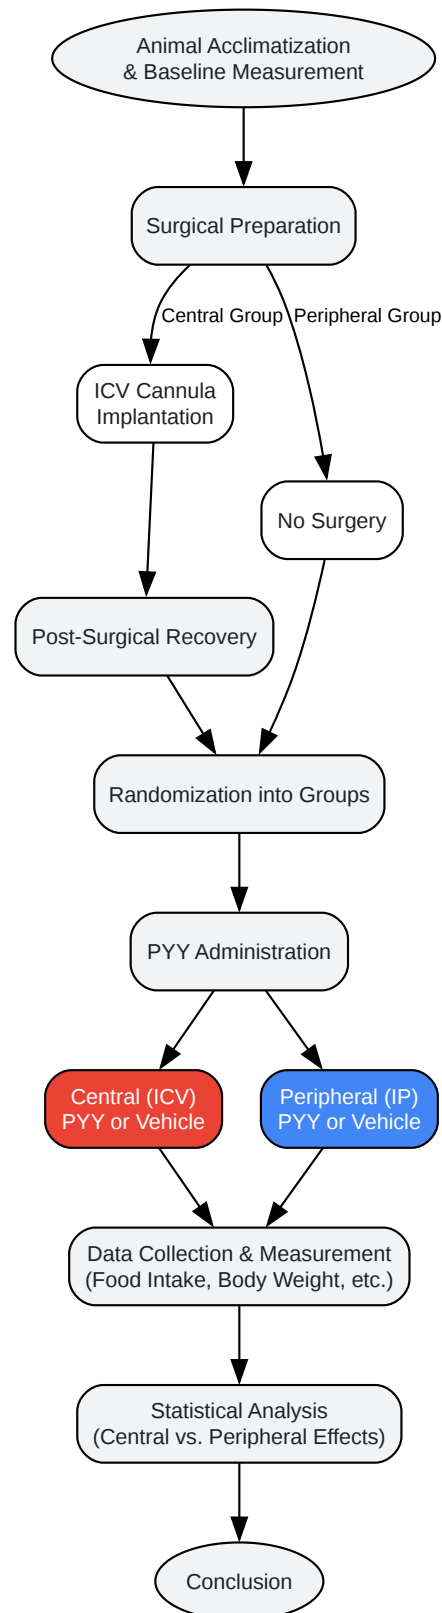 Animal Acclimatization
& Baseline Measurement
Surgical Preparation
Central Group
Peripheral Group
ICV Cannula
Implantation
No Surgery
Post-Surgical Recovery
Randomization into Groups
PYY Administration
Central (ICV)
PYY or Vehicle
Peripheral (IP)
PYY or Vehicle
Data Collection & Measurement
(Food Intake, Body Weight, etc.)
Statistical Analysis
(Central vs. Peripheral Effects)
Conclusion